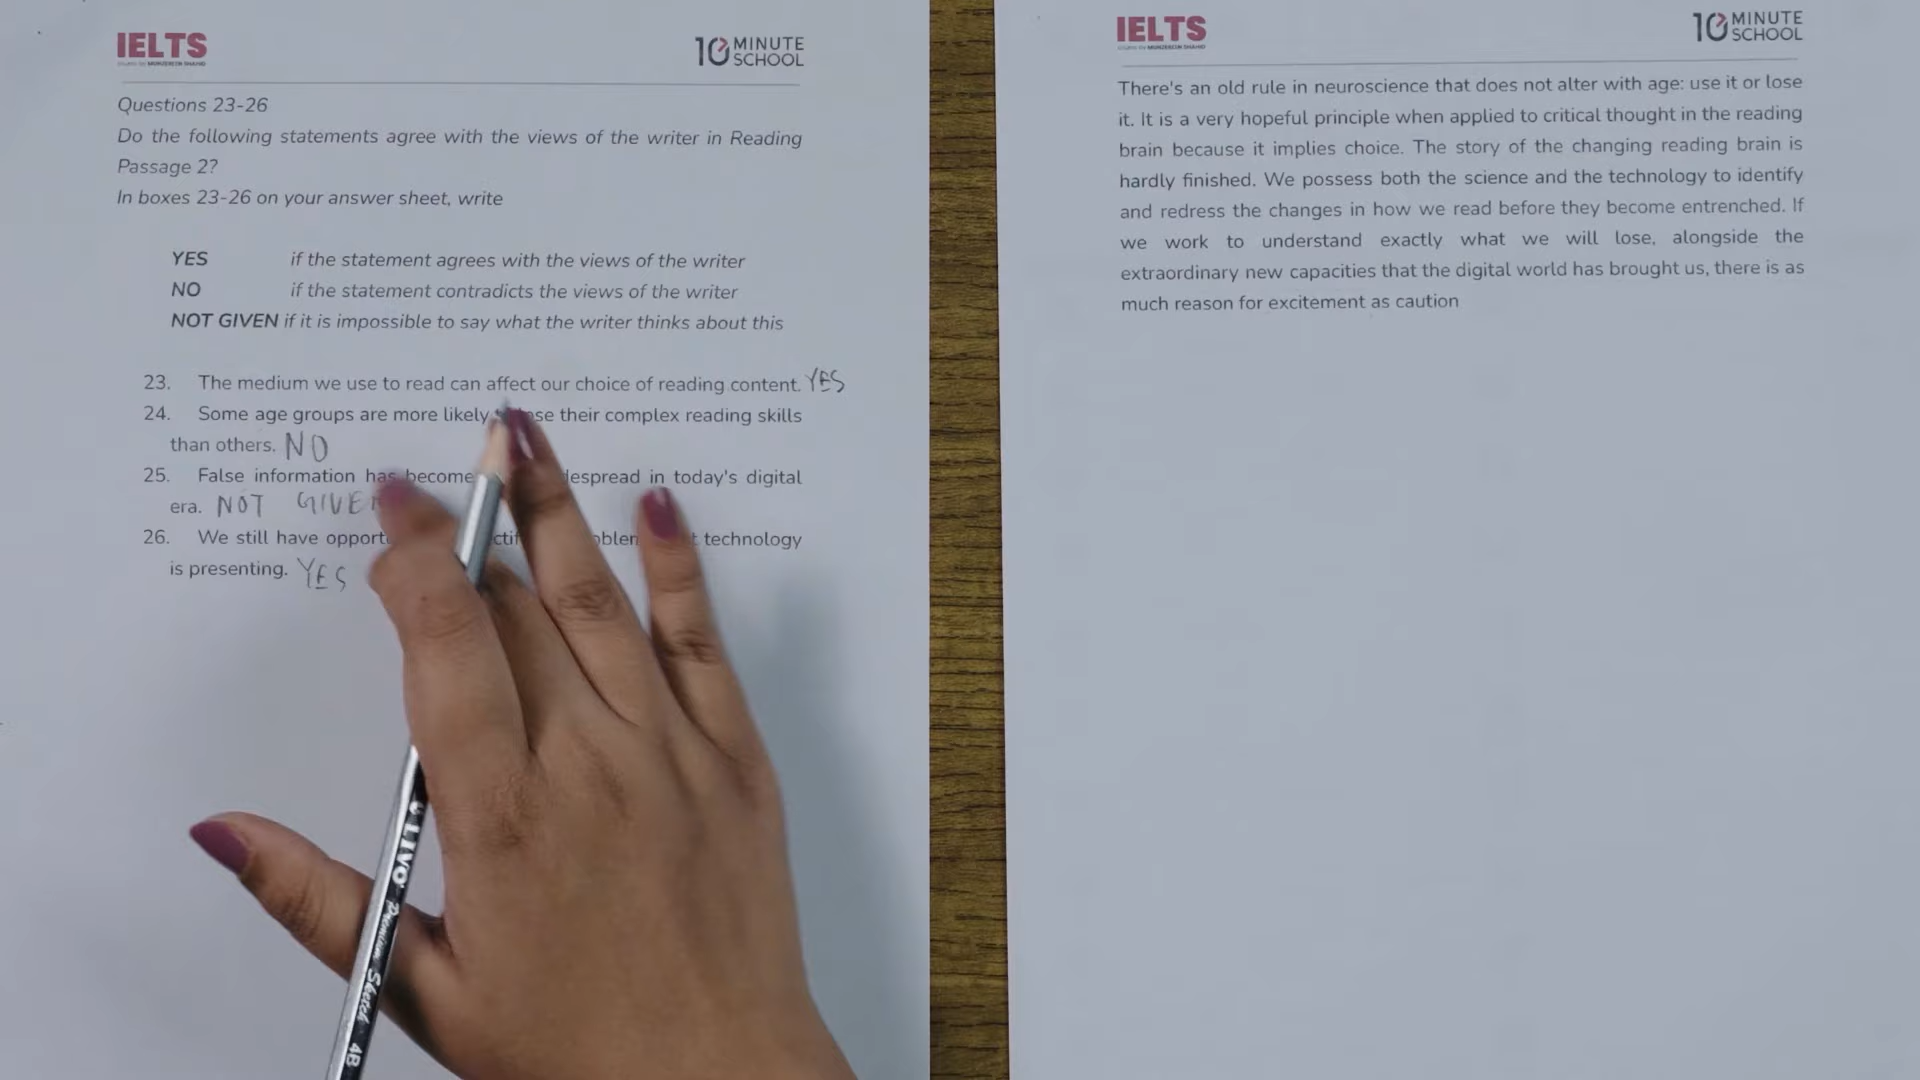 IELTS
10 MINUTE
SCHOOL
Questions 23-26
Do the following statements agree with the views of the writer in Reading
Passage 2?
In boxes 23-26 on your answer sheet, write
YES if the statement agrees with the views of the writer
NO if the statement contradicts the views of the writer
NOT GIVEN if it is impossible to say what the writer thinks about this
23. The medium we use to read can affect our choice of reading content. YES
24. Some age groups are more likely their complex reading skills
than others. NO
25. False information has become in today's digital
era. NOT
26. We still have technology
is presenting. YES
LIVO
Premium Sketch 4B
IELTS
10 MINUTE
SCHOOL
There's an old rule in neuroscience that does not alter with age: use it or lose
it. It is a very hopeful principle when applied to critical thought in the reading
brain because it implies choice. The story of the changing reading brain is
hardly finished. We possess both the science and the technology to identify
and redress the changes in how we read before they become entrenched. If
we work to understand exactly what we will lose, alongside the
extraordinary new capacities that the digital world has brought us, there is as
much reason for excitement as caution